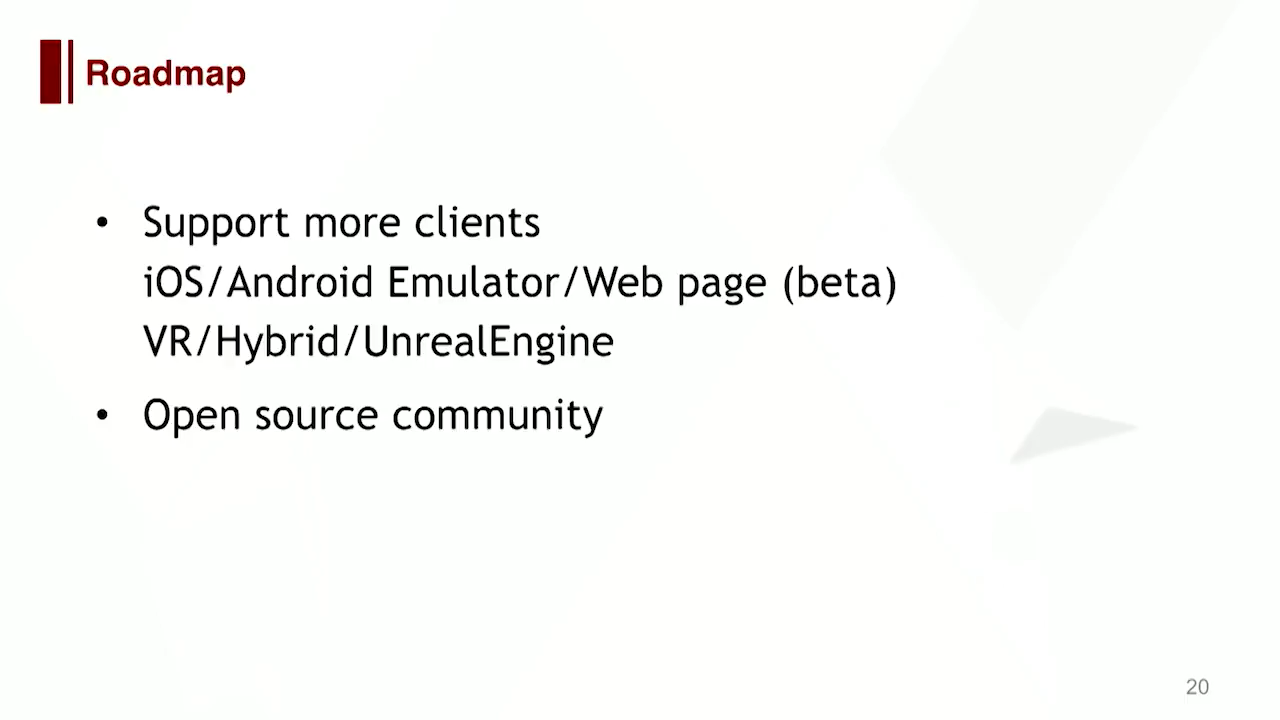 Roadmap
• Support more clients
iOS/Android Emulator/Web page (beta)
VR/Hybrid/UnrealEngine
• Open source community
20